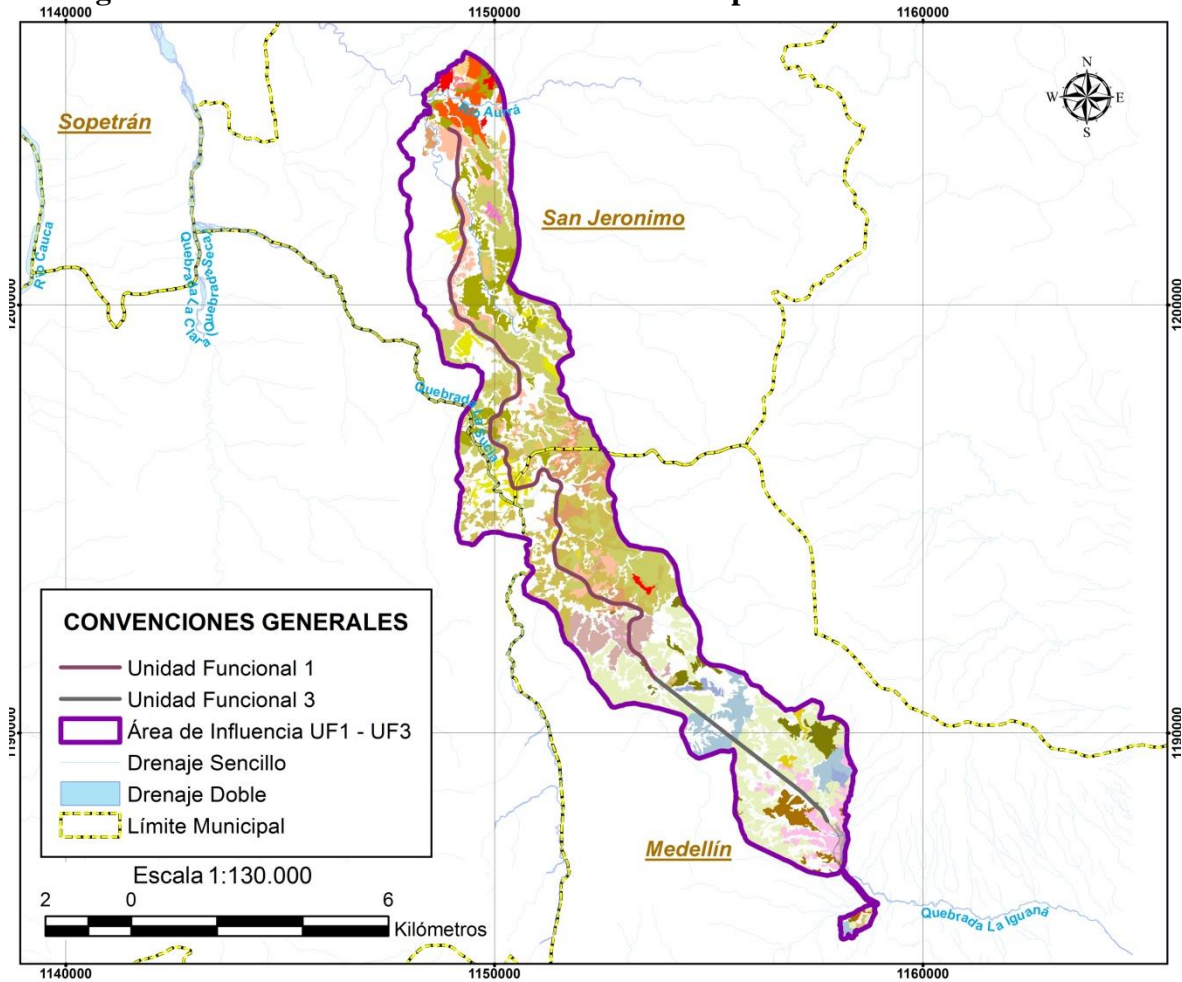 1140000
1150000
1160000
N
W
E
S
Sopetrán
Aurrá
San Jeronimo
Río Cauca
Quebrada La Clara
(Quebrada Seca)
1200000
1200000
Quebrada La Sucia
CONVENCIONES GENERALES
Unidad Funcional 1
Unidad Funcional 3
Área de Influencia UF1 - UF3
Drenaje Sencillo
Drenaje Doble
Límite Municipal
1190000
1190000
Medellín
Escala 1:130.000
2
0
6
Kilómetros
Quebrada La Iguaná
1140000
1150000
1160000